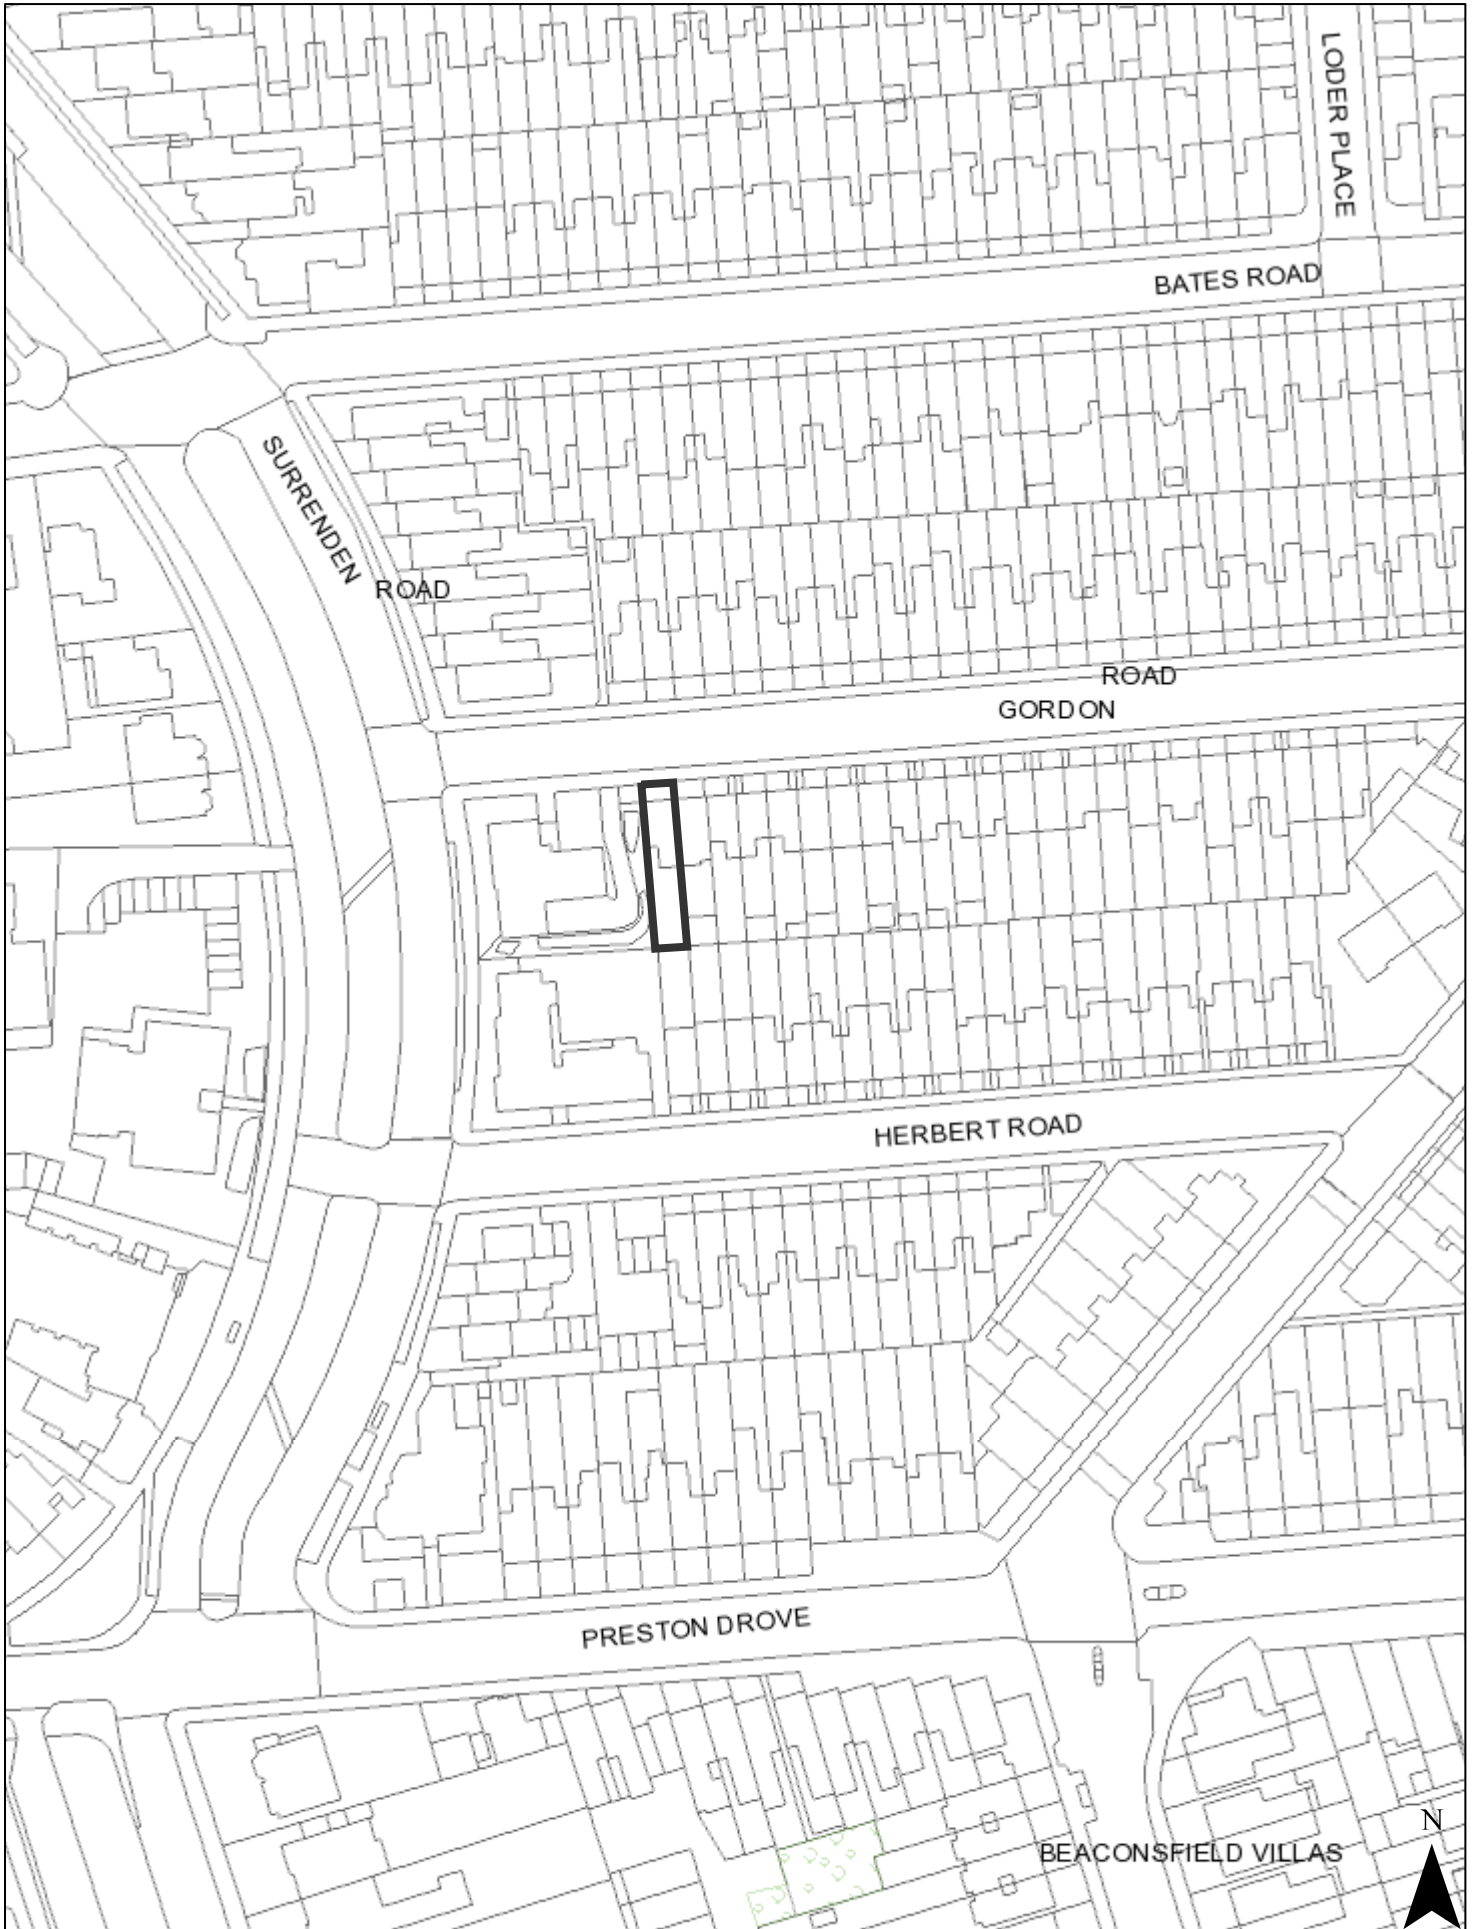 LODER PLACE
BATES ROAD
SURRENDEN
ROAD
ROAD
GORDON
HERBERT ROAD
PRESTON DROVE
N
BEACONSFIELD VILLAS